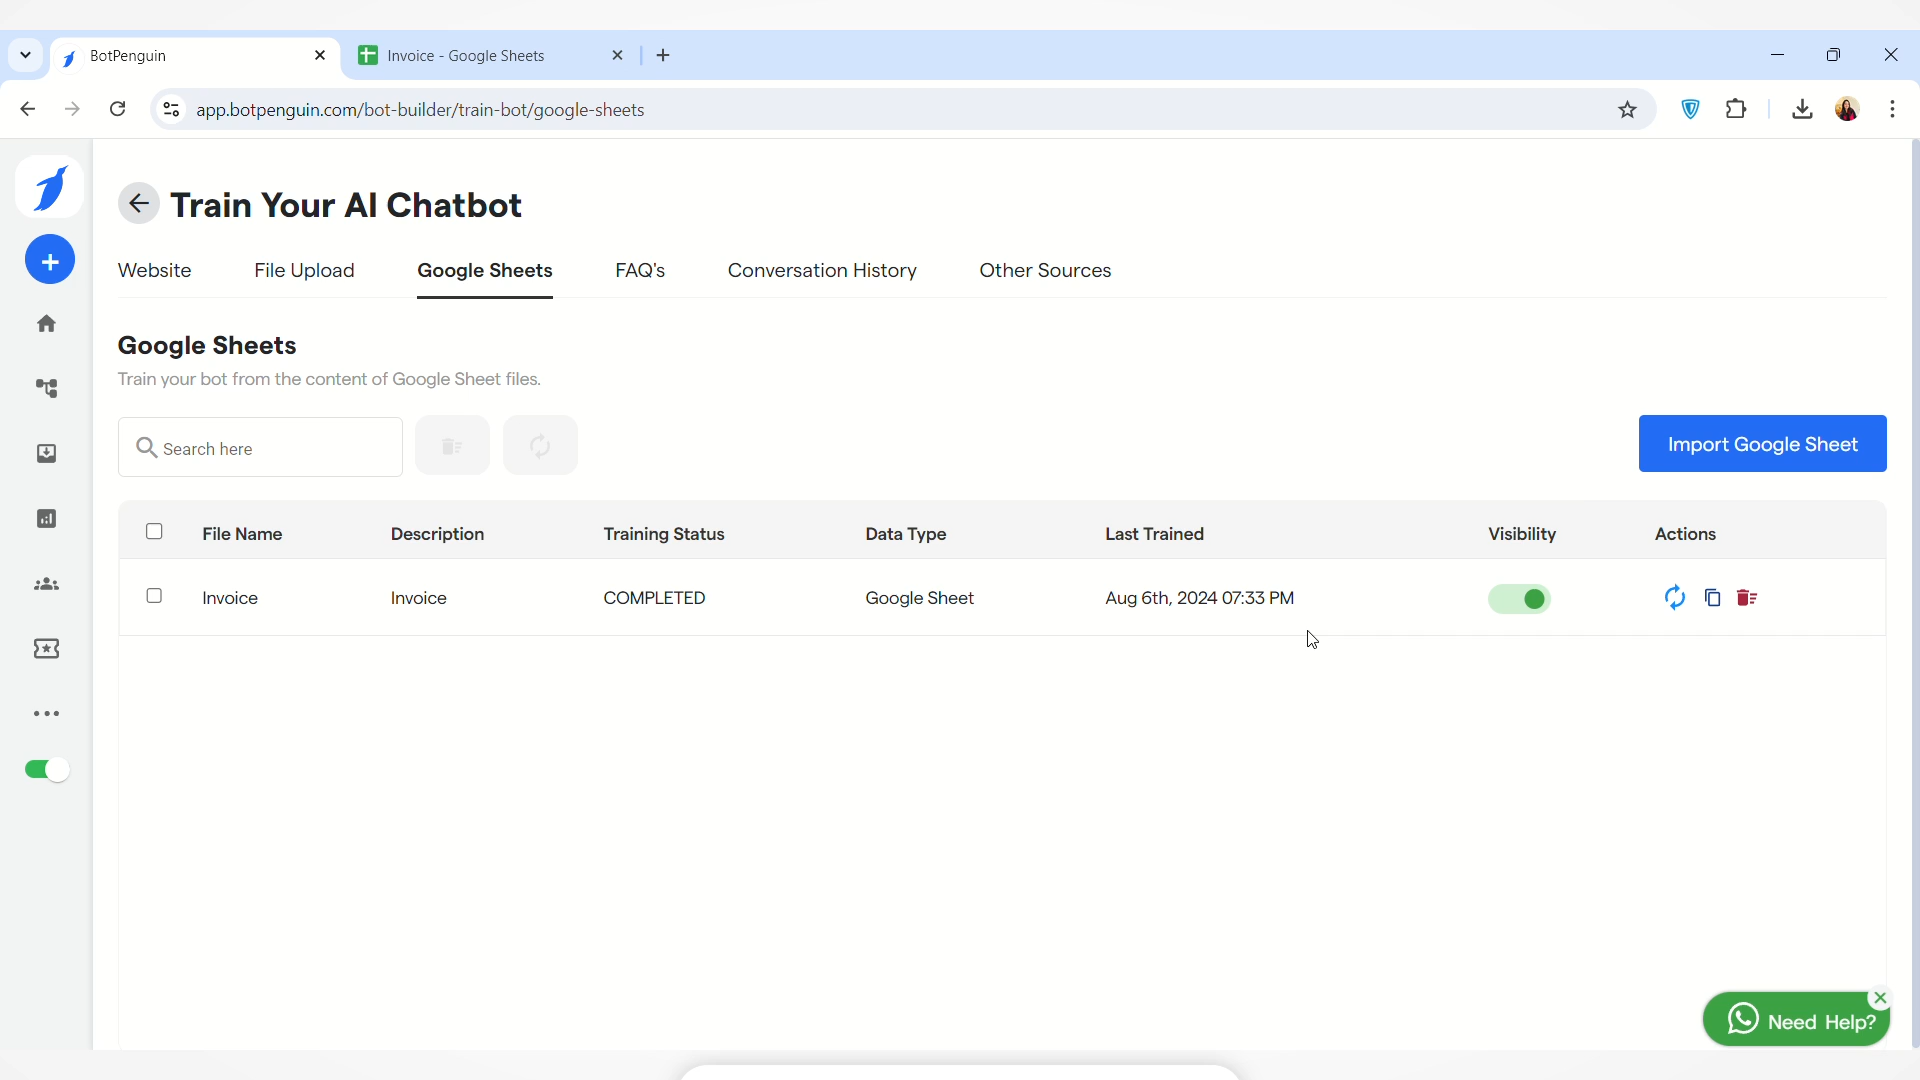 BotPenguin
Invoice - Google Sheets
app.botpenguin.com/bot-builder/train-bot/google-sheets
Train Your AI Chatbot
Website File Upload Google Sheets FAQ's Conversation History Other Sources
Google Sheets
Train your bot from the content of Google Sheet files.
Search here
Import Google Sheet
File Name Description Training Status Data Type Last Trained Visibility Actions
Invoice Invoice COMPLETED Google Sheet Aug 6th, 2024 07:33 PM
Need Help?